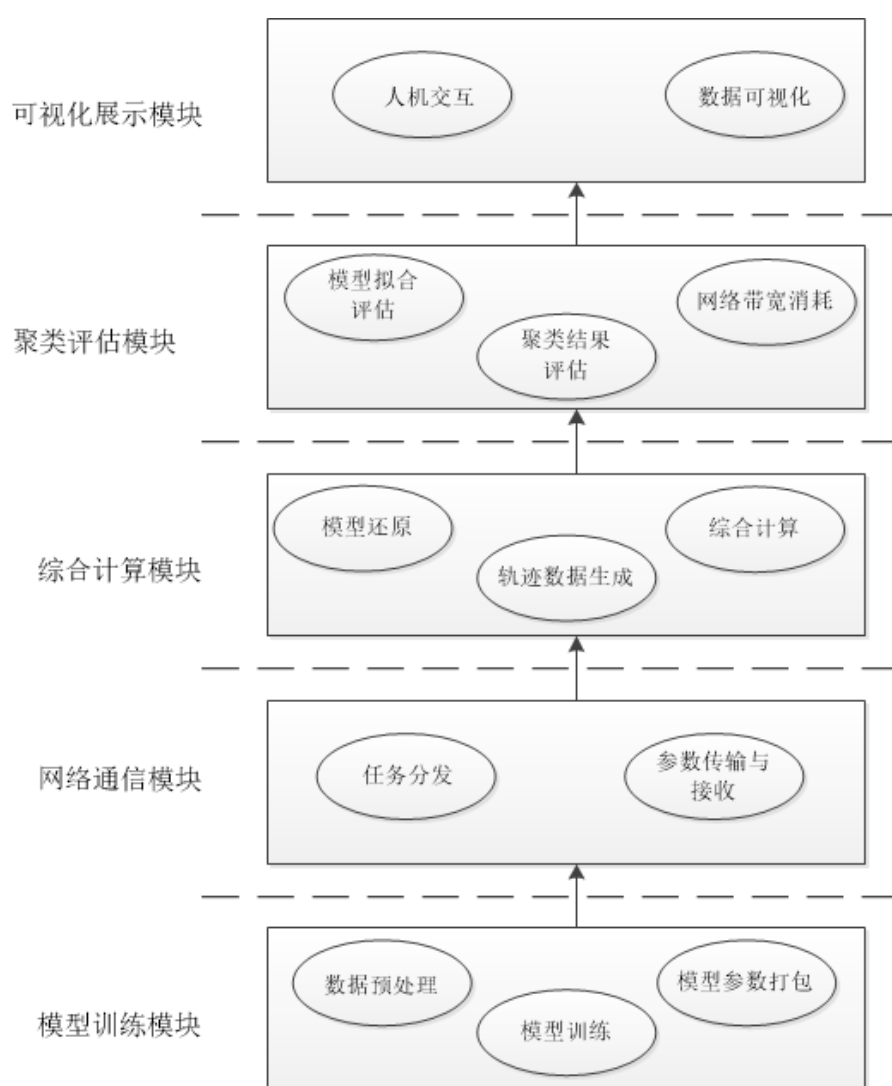 可视化展示模块
人机交互
数据可视化
聚类评估模块
模型拟合
评估
聚类结果
评估
网络带宽消耗
综合计算模块
模型还原
轨迹数据生成
综合计算
网络通信模块
任务分发
参数传输与
接收
模型训练模块
数据预处理
模型训练
模型参数打包